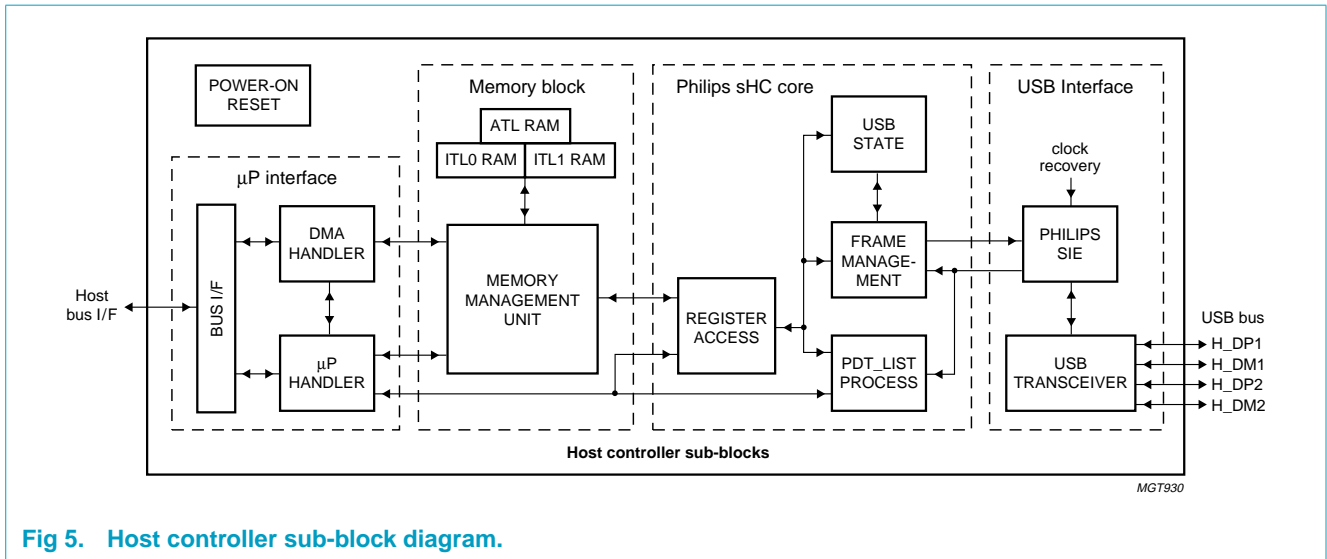 POWER-ON
RESET
Memory block
Philips sHC core
USB Interface
ATL RAM
ITL0 RAM
ITL1 RAM
USB
STATE
clock
recovery
μP interface
BUS I/F
DMA
HANDLER
MEMORY
MANAGEMENT
UNIT
FRAME
MANAGE-
MENT
PHILIPS
SIE
Host
bus I/F
REGISTER
ACCESS
μP
HANDLER
PDT_LIST
PROCESS
USB
TRANSCEIVER
USB bus
H_DP1
H_DM1
H_DP2
H_DM2
Host controller sub-blocks
MGT930
Fig 5. Host controller sub-block diagram.